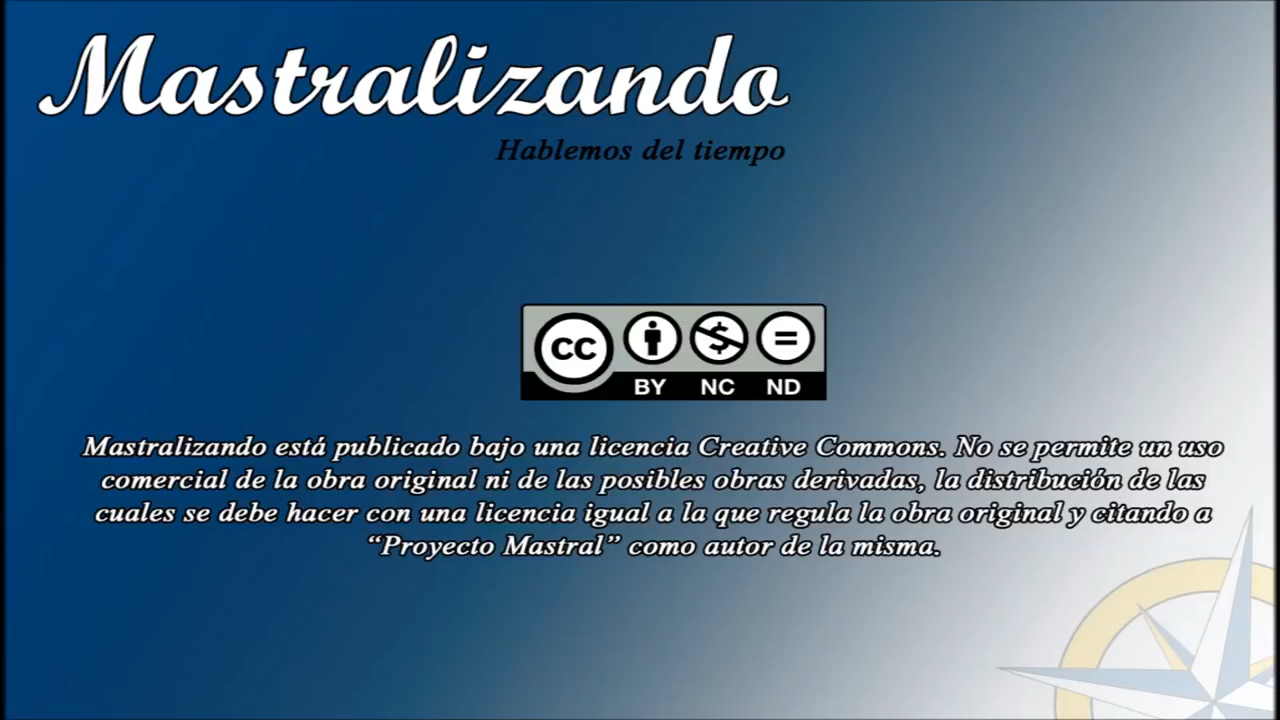 Mastralizando
Hablemos del tiempo
CC
BY NC ND
Mastralizando está publicado bajo una licencia Creative Commons. No se permite un uso
comercial de la obra original ni de las posibles obras derivadas, la distribución de las
cuales se debe hacer con una licencia igual a la que regula la obra original y citando a
“Proyecto Mastral” como autor de la misma.